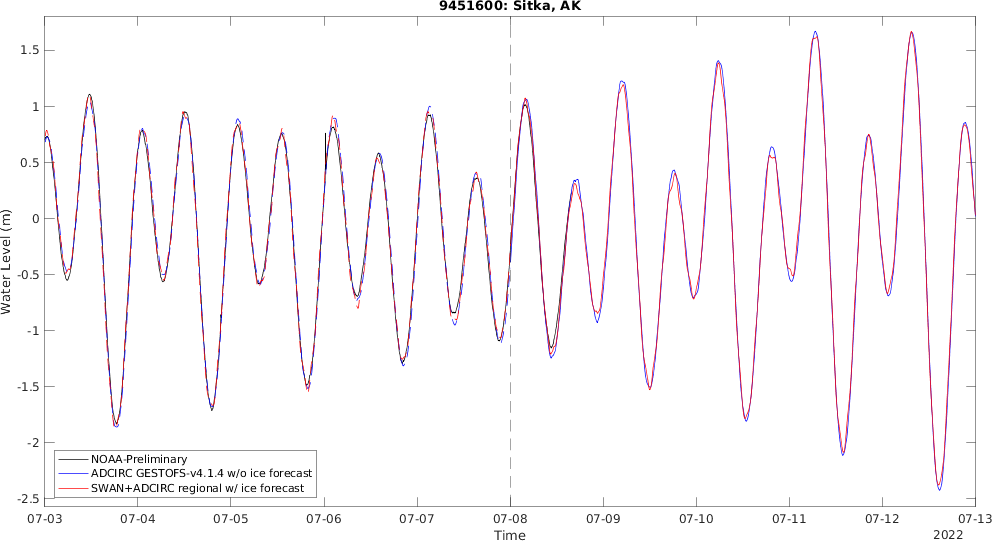 9451600: Sitka, AK
1.5
1
0.5
0
-0.5
-1
-1.5
-2
-2.5
Water Level (m)
NOAA-Preliminary
ADCIRC GESTOFS-v4.1.4 w/o ice forecast
SWAN+ADCIRC regional w/ ice forecast
07-03 07-04 07-05 07-06 07-07 07-08 07-09 07-10 07-11 07-12 07-13
Time
2022